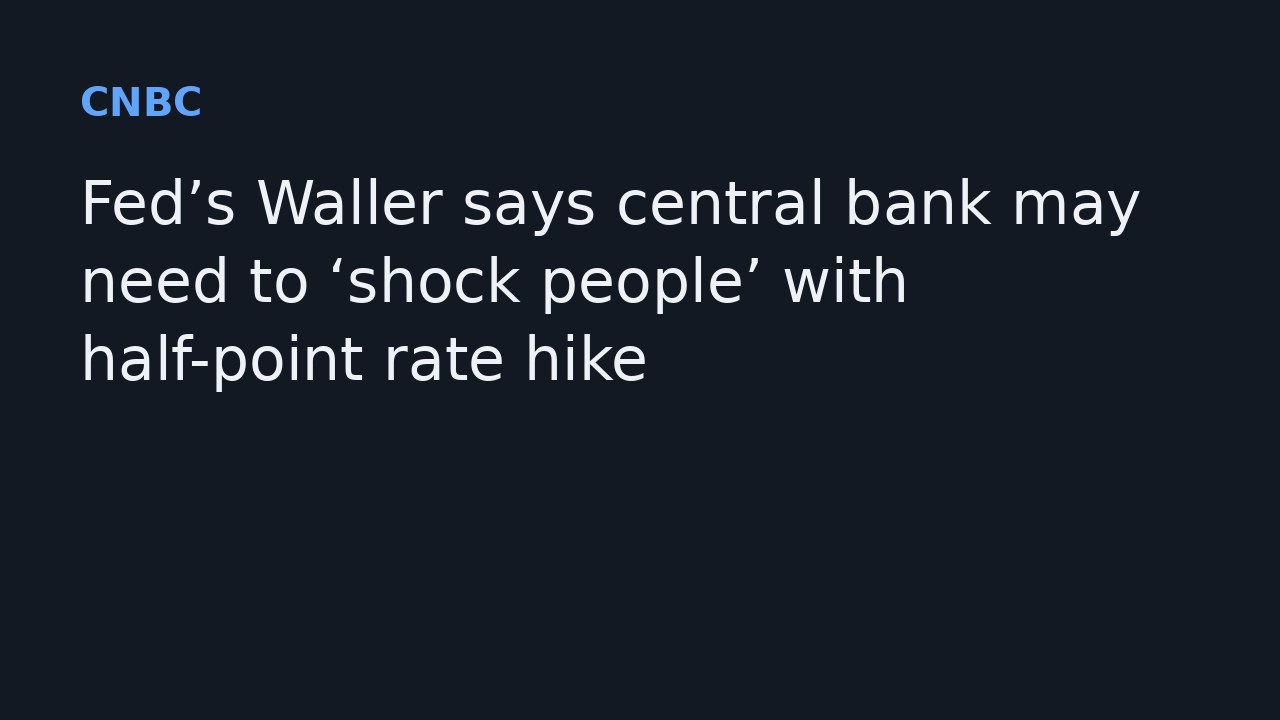 CNBC
Fed’s Waller says central bank may
need to ‘shock people’ with
half-point rate hike